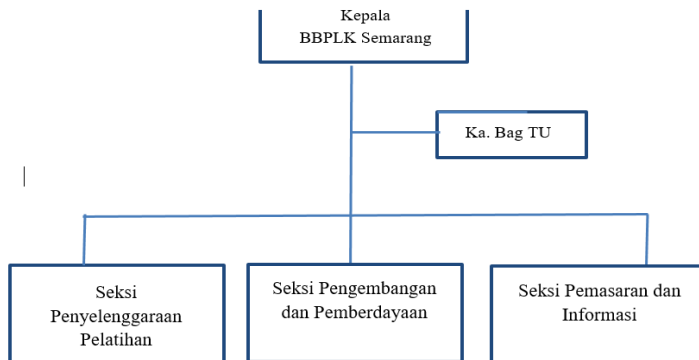 Kepala
BBPLK Semarang
Ka. Bag TU
Seksi
Penyelenggaraan
Pelatihan
Seksi Pengembangan
dan Pemberdayaan
Seksi Pemasaran dan
Informasi